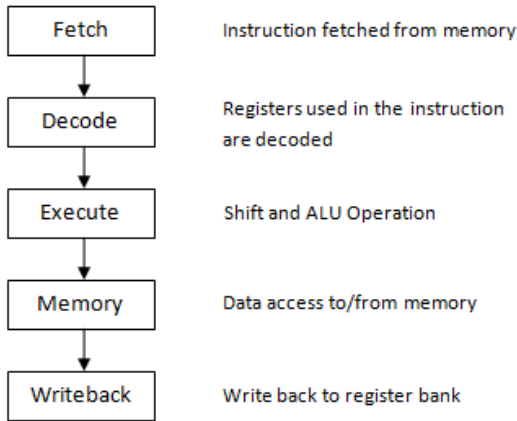 Fetch
Instruction fetched from memory
Decode
Registers used in the instruction
are decoded
Execute
Shift and ALU Operation
Memory
Data access to/from memory
Writeback
Write back to register bank